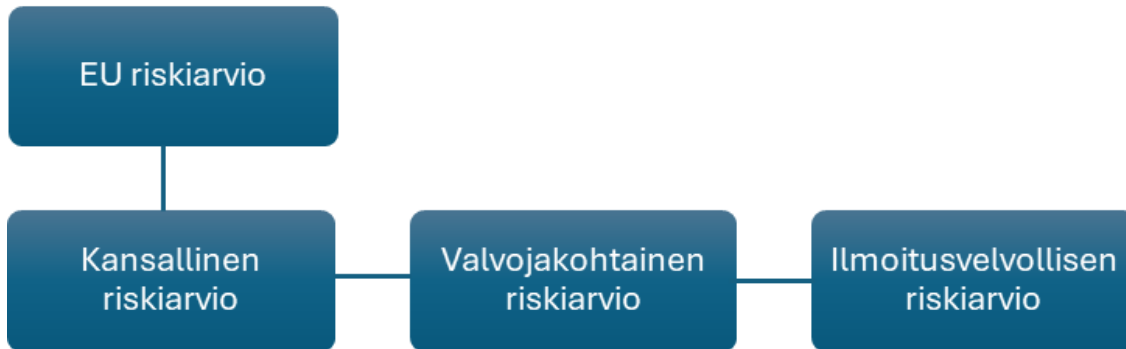 EU riskiarvio
Kansallinen
riskiarvio
Valvojakohtainen
riskiarvio
Ilmoitusvelvollisen
riskiarvio